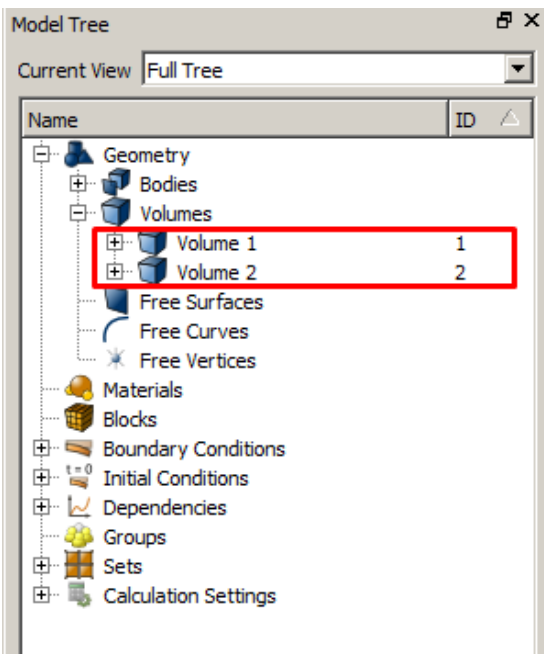 Model Tree
Current View Full Tree
Name ID
Geometry
Bodies
Volumes
Volume 1 1
Volume 2 2
Free Surfaces
Free Curves
Free Vertices
Materials
Blocks
Boundary Conditions
t=0 Initial Conditions
Dependencies
Groups
Sets
Calculation Settings